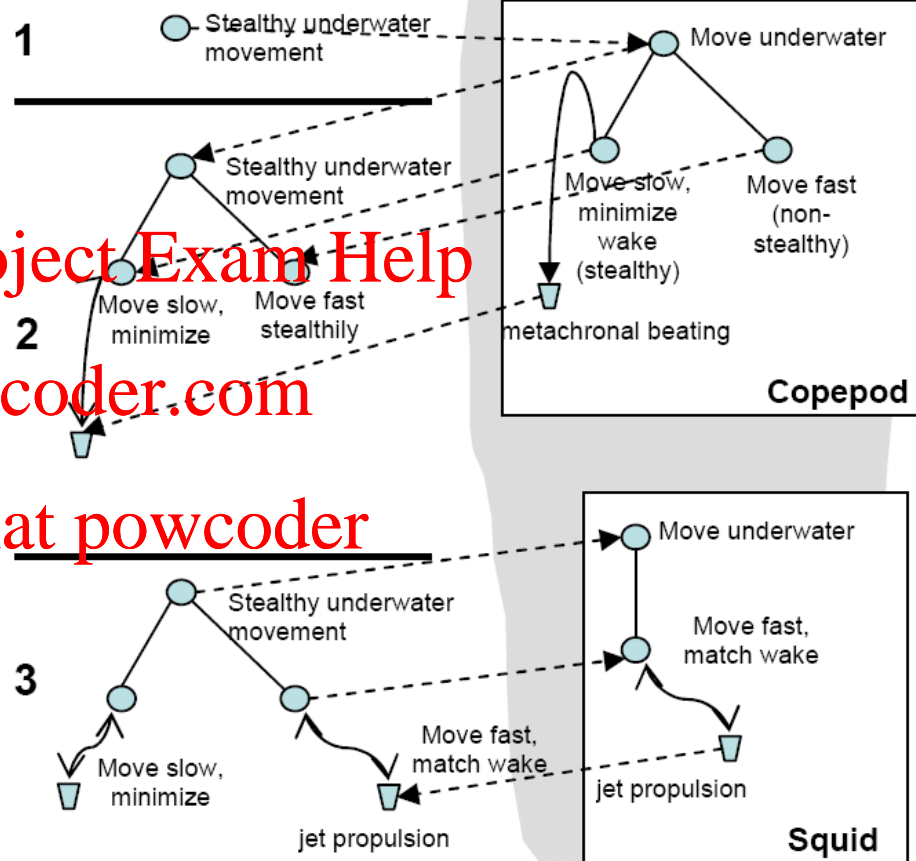 1
Stealthy underwater
movement
Move underwater
Stealthy underwater
movement
Move slow,
minimize
wake
(stealthy)
Move fast
(non-
stealthy)
metachronal beating
Copepod
oject Exam Help
Move slow,
minimize
Move fast
stealthily
2
coder.com
at powcoder
Move underwater
Move fast,
match wake
jet propulsion
Squid
3
Stealthy underwater
movement
Move slow,
minimize
Move fast,
match wake
jet propulsion